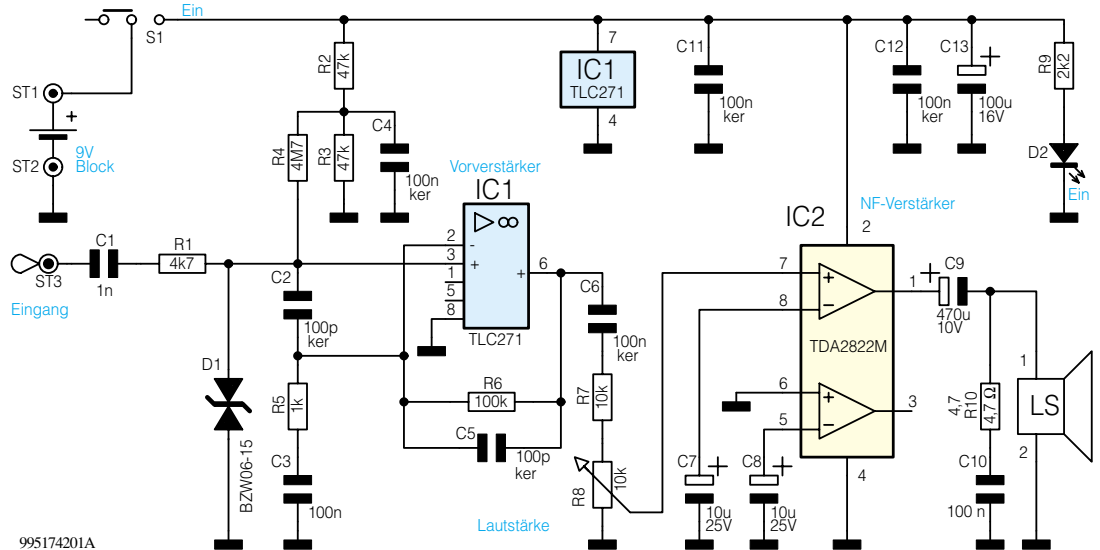 Ein
S1
ST1
+
9V
Block
ST2
R2
47k
R4
4M7
R3
47k
C4
100n
ker
7
IC1
TLC271
4
C11
100n
ker
C12
100n
ker
C13
+
100u
16V
R9
2k2
D2
Ein
Vorverstärker
IC1
2
-
3
+
1
5
8
∞
+
6
TLC271
NF-Verstärker
IC2
2
7
+
8
−
1
TDA2822M
6
+
5
−
3
4
ST3
Eingang
C1
1n
R1
4k7
C2
100p
ker
D1
BZW06-15
R5
1k
C3
100n
R6
100k
C5
100p
ker
C6
100n
ker
R7
10k
R8
10k
Lautstärke
C7
+
10u
25V
C8
+
10u
25V
+
C9
470u
10V
4,7
R10
4,7 Ω
C10
100 n
1
LS
2
995174201A